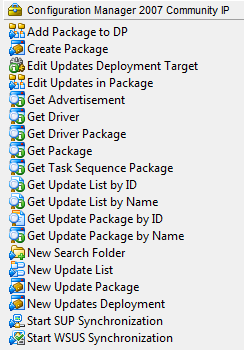 Configuration Manager 2007 Community IP
Add Package to DP
Create Package
Edit Updates Deployment Target
Edit Updates in Package
Get Advertisement
Get Driver
Get Driver Package
Get Package
Get Task Sequence Package
Get Update List by ID
Get Update List by Name
Get Update Package by ID
Get Update Package by Name
New Search Folder
New Update List
New Update Package
New Updates Deployment
Start SUP Synchronization
Start WSUS Synchronization